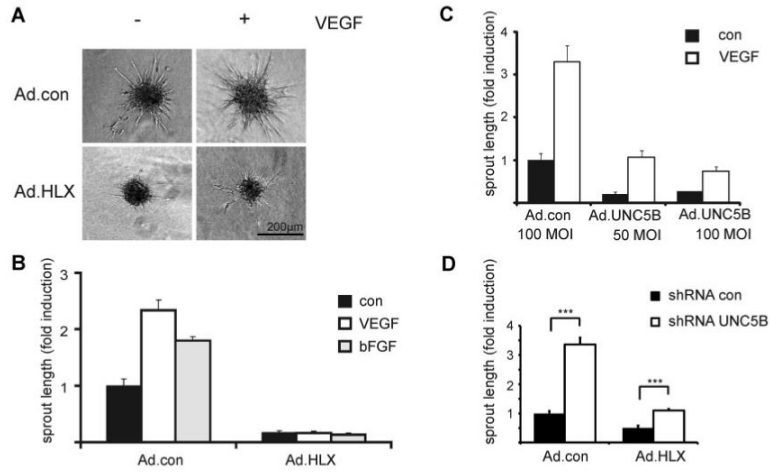 A
- + VEGF
Ad.con
Ad.HLX
200µm
B
sprout length (fold induction)
3
2
1
con
VEGF
bFGF
Ad.con Ad.HLX
C
sprout length (fold induction)
4
3
2
1
con
VEGF
Ad.con Ad.UNC5B Ad.UNC5B
100 MOI 50 MOI 100 MOI
D
sprout length (fold induction)
4
3
2
1
shRNA con
shRNA UNC5B
***
***
Ad.con Ad.HLX